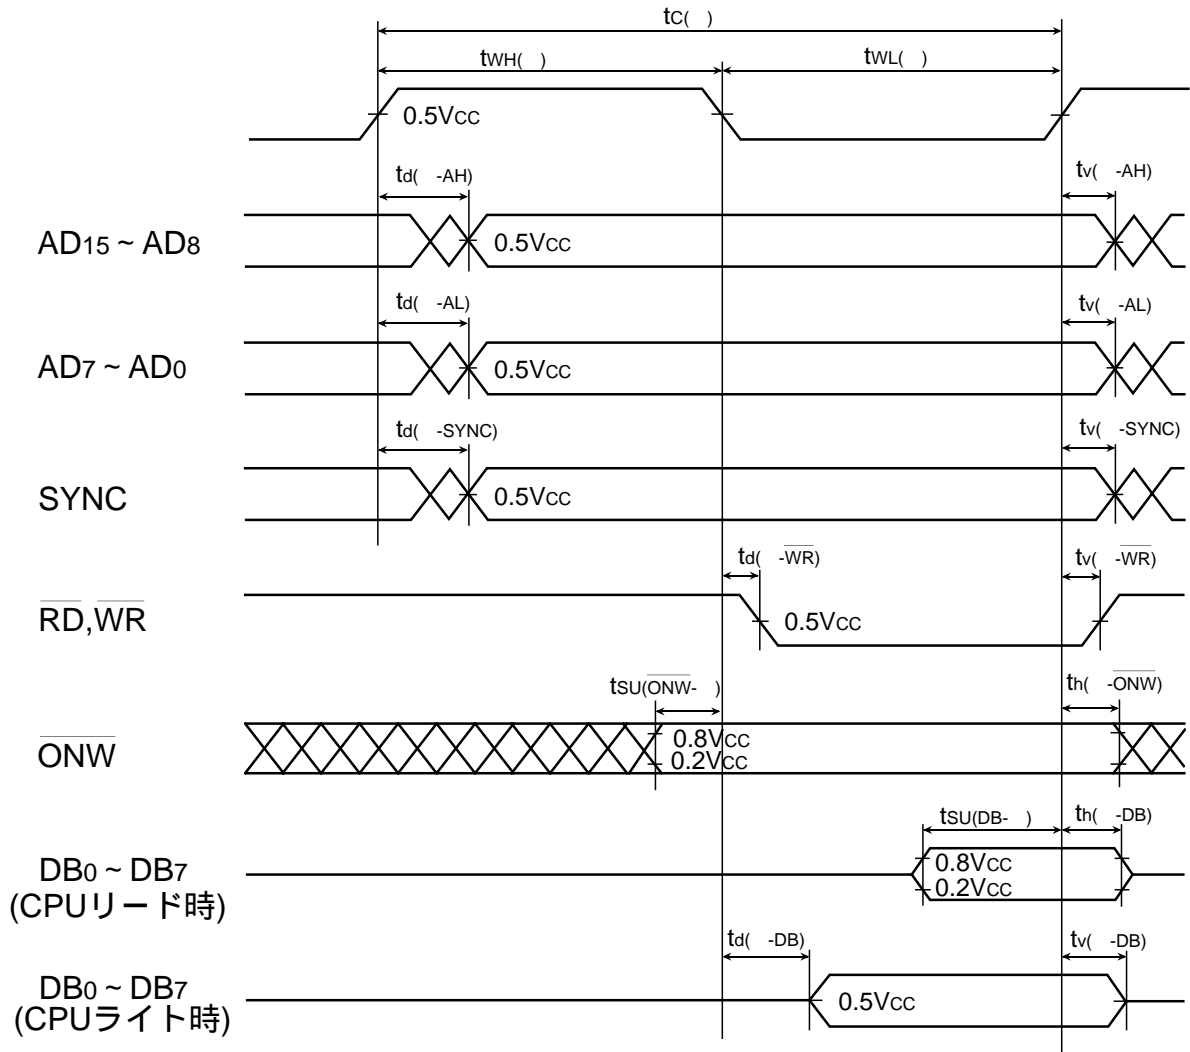 tC( )
tWH( )
tWL( )
0.5VCC
td( -AH)
tv( -AH)
AD15 ~ AD8
0.5VCC
td( -AL)
tv( -AL)
AD7 ~ AD0
0.5VCC
td( -SYNC)
tv( -SYNC)
SYNC
0.5VCC
td( -WR)
tv( -WR)
RD,WR
0.5VCC
tSU(ONW- )
th( -ONW)
ONW
0.8VCC
0.2VCC
tSU(DB- )
th( -DB)
DB0 ~ DB7
(CPUリード時)
0.8VCC
0.2VCC
td( -DB)
tv( -DB)
DB0 ~ DB7
(CPUライト時)
0.5VCC